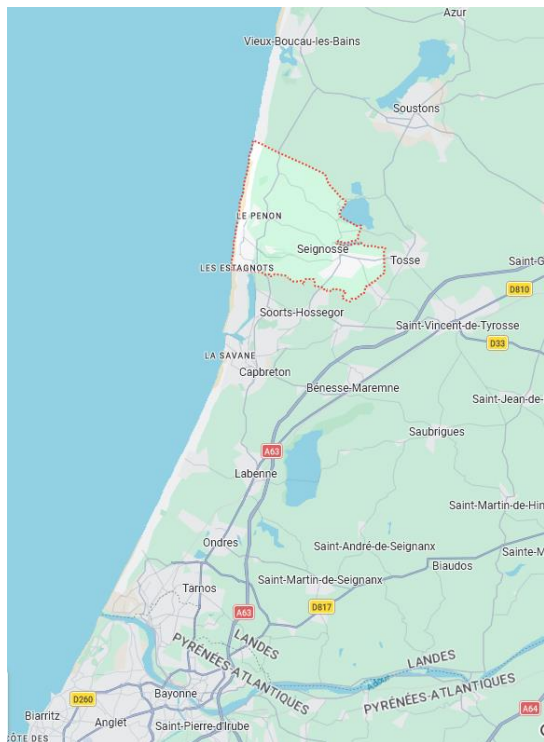 Azur
Vieux-Boucau-les-Bains
Soustons
LE PENON
Seignosse
Tosse
LES ESTAGNOTS
Saint-G
D810
Soorts-Hossegor
Saint-Vincent-de-Tyrosse
D33
LA SAVANE
Capbreton
Bénesse-Maremne
Saint-Jean-de-
Saubrigues
A63
Labenne
Saint-Martin-de-Hin
Ondres
Saint-André-de-Seignanx
Sainte-M
Biaudos
Saint-Martin-de-Seignanx
Tarnos
A63
D817
LANDES
PYRÉNÉES-ATLANTIQUES
LANDES
Adour
PYRÉNÉES-ATLANTIQUES
Bayonne
D260
A64
Biarritz
Anglet
Saint-Pierre-d'Irube
CÔTE DES